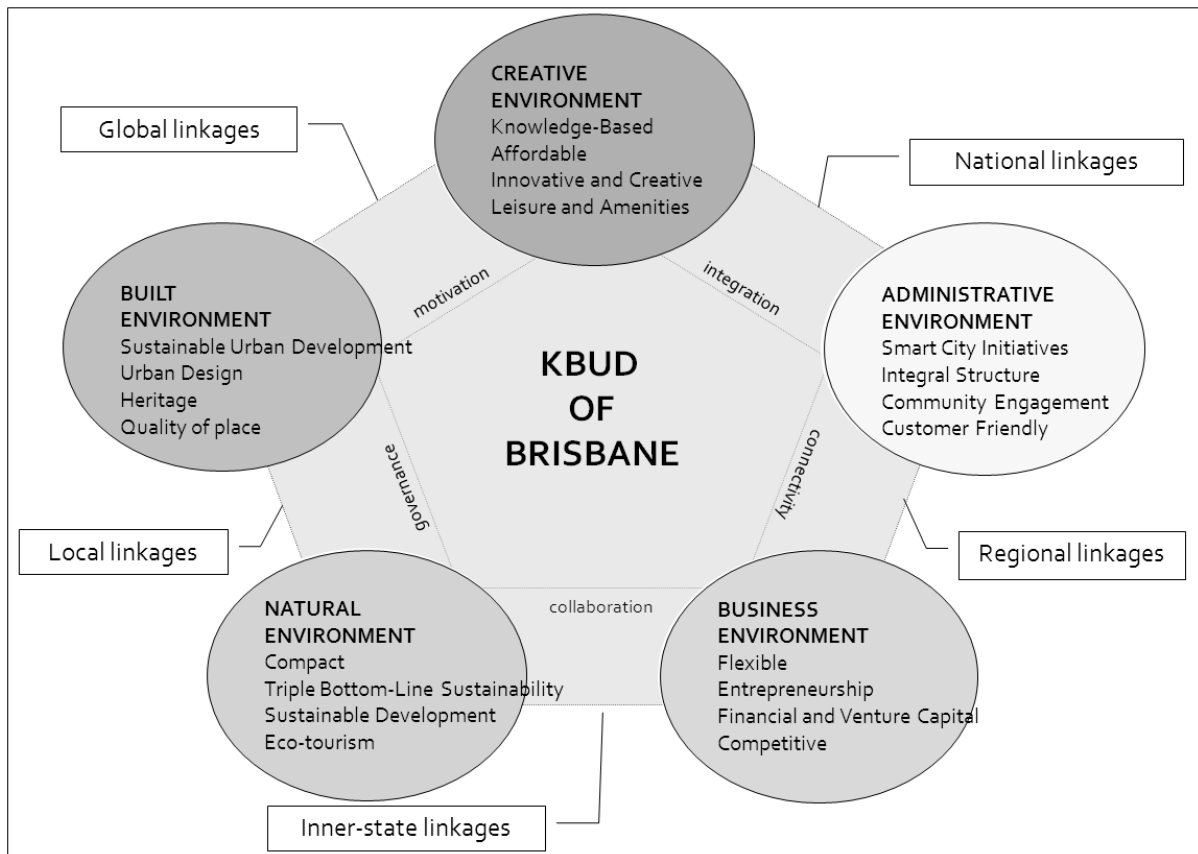 CREATIVE
ENVIRONMENT
Knowledge-Based
Affordable
Innovative and Creative
Leisure and Amenities
Global linkages
National linkages
motivation
integration
BUILT
ENVIRONMENT
Sustainable Urban Development
Urban Design
Heritage
Quality of place
ADMINISTRATIVE
ENVIRONMENT
Smart City Initiatives
Integral Structure
Community Engagement
Customer Friendly
KBUD
OF
BRISBANE
governance
connectivity
Local linkages
Regional linkages
collaboration
NATURAL
ENVIRONMENT
Compact
Triple Bottom-Line Sustainability
Sustainable Development
Eco-tourism
BUSINESS
ENVIRONMENT
Flexible
Entrepreneurship
Financial and Venture Capital
Competitive
Inner-state linkages